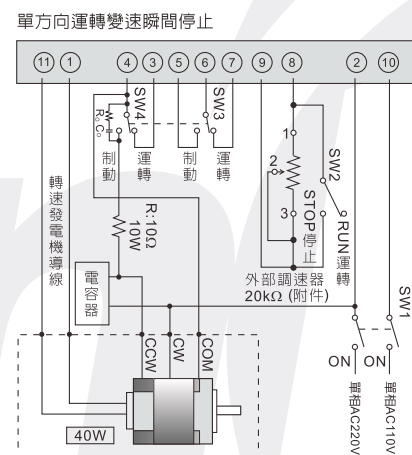 單方向運轉變速瞬間停止
11 1 4 3 5 6 7 9 8 2 10
SW4
SW3
R₀ C₀
制動
運轉
制動
運轉
1
2
3
SW2
STOP 停止
RUN 運轉
轉速發電機導線
R:10Ω
10W
電容器
外部調速器
20kΩ (附件)
SW1
CCW
CW
COM
ON
ON
單相AC220V
單相AC110V
40W